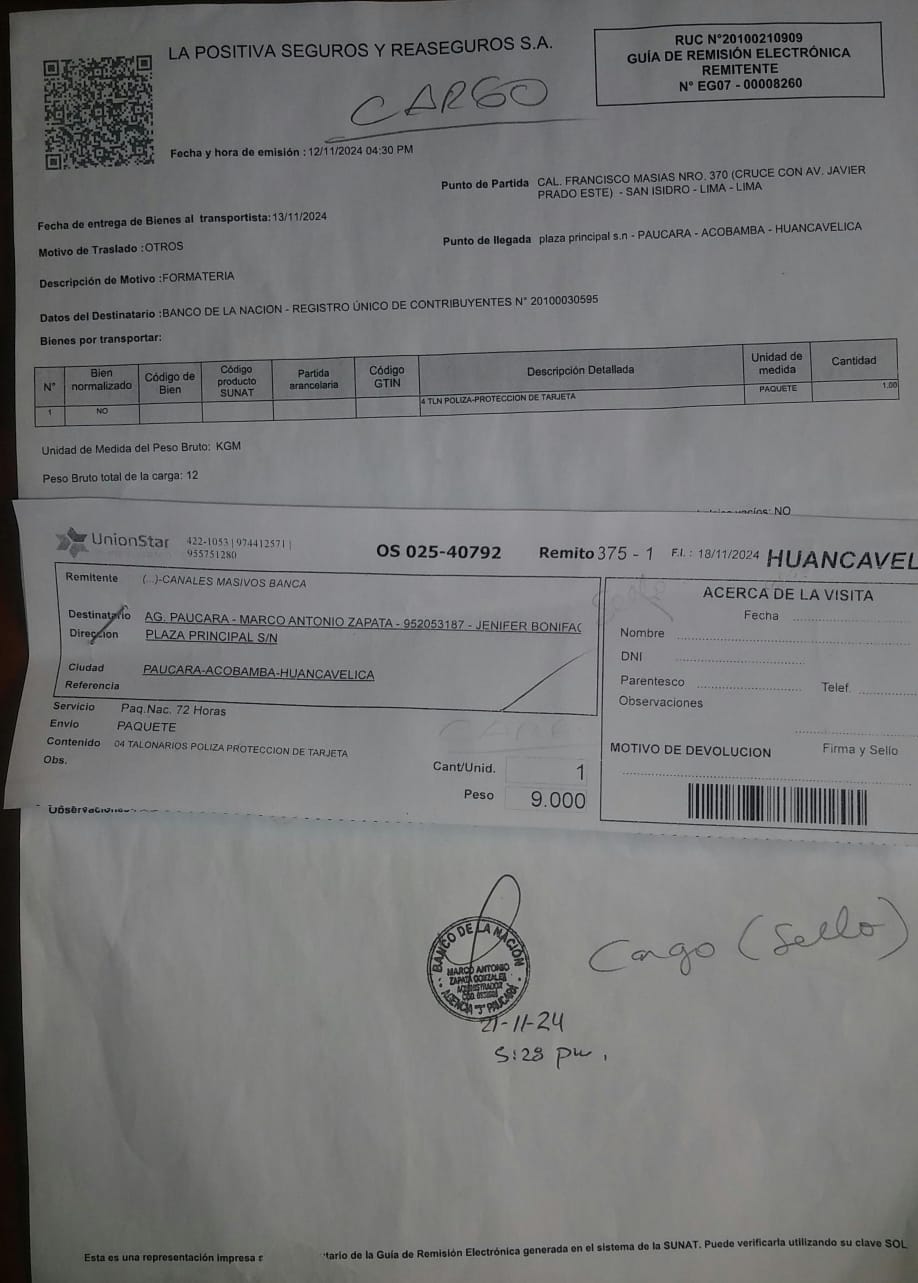 LA POSITIVA SEGUROS Y REASEGUROS S.A.
RUC N°20100210909
GUÍA DE REMISIÓN ELECTRÓNICA
REMITENTE
N° EG07 - 00008260
CARGO
Fecha y hora de emisión : 12/11/2024 04:30 PM
Punto de Partida CAL. FRANCISCO MASIAS NRO. 370 (CRUCE CON AV. JAVIER
PRADO ESTE) - SAN ISIDRO - LIMA - LIMA
Fecha de entrega de Bienes al transportista:13/11/2024
Punto de llegada plaza principal s.n - PAUCARA - ACOBAMBA - HUANCAVELICA
Motivo de Traslado :OTROS
Descripción de Motivo :FORMATERIA
Datos del Destinatario :BANCO DE LA NACION - REGISTRO ÚNICO DE CONTRIBUYENTES N° 20100030595
Bienes por transportar:
N° Bien normalizado Código de Bien Código producto SUNAT Partida arancelaria Código GTIN Descripción Detallada Unidad de medida Cantidad
1 NO 4 TLN POLIZA-PROTECCION DE TARJETA PAQUETE 1.00
Unidad de Medida del Peso Bruto: KGM
Peso Bruto total de la carga: 12
NO
UnionStar 422-1053 | 974412571 |
955751280
OS 025-40792 Remito 375 - 1 F.I. : 18/11/2024 HUANCAVEL
Remitente (...)-CANALES MASIVOS BANCA
Destinatario AG. PAUCARA - MARCO ANTONIO ZAPATA - 952053187 - JENIFER BONIFAC
Dirección PLAZA PRINCIPAL S/N
Ciudad PAUCARA-ACOBAMBA-HUANCAVELICA
Referencia
Servicio Paq.Nac. 72 Horas
Envio PAQUETE
Contenido 04 TALONARIOS POLIZA PROTECCION DE TARJETA
Obs.
Cant/Unid. 1
Peso 9.000
ACERCA DE LA VISITA
Fecha
Nombre
DNI
Parentesco Telef.
Observaciones
MOTIVO DE DEVOLUCION Firma y Sello
Observaciones
BANCO DE LA NACIÓN
MARCO ANTONIO
ZAPATA GONZALES
ADMINISTRADOR
AGENCIA "3" PAUCARÁ
Cargo (Sello)
21-11-24
5:28 pm.
Esta es una representación impresa tario de la Guía de Remisión Electrónica generada en el sistema de la SUNAT. Puede verificarla utilizando su clave SOL